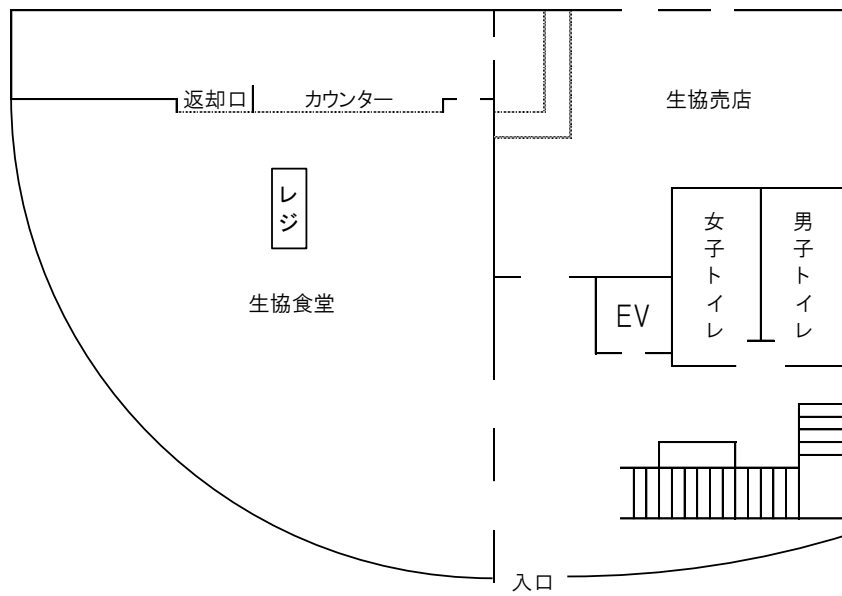 返却口
カウンター
生協売店
レジ
女子トイレ
男子トイレ
生協食堂
EV
入口